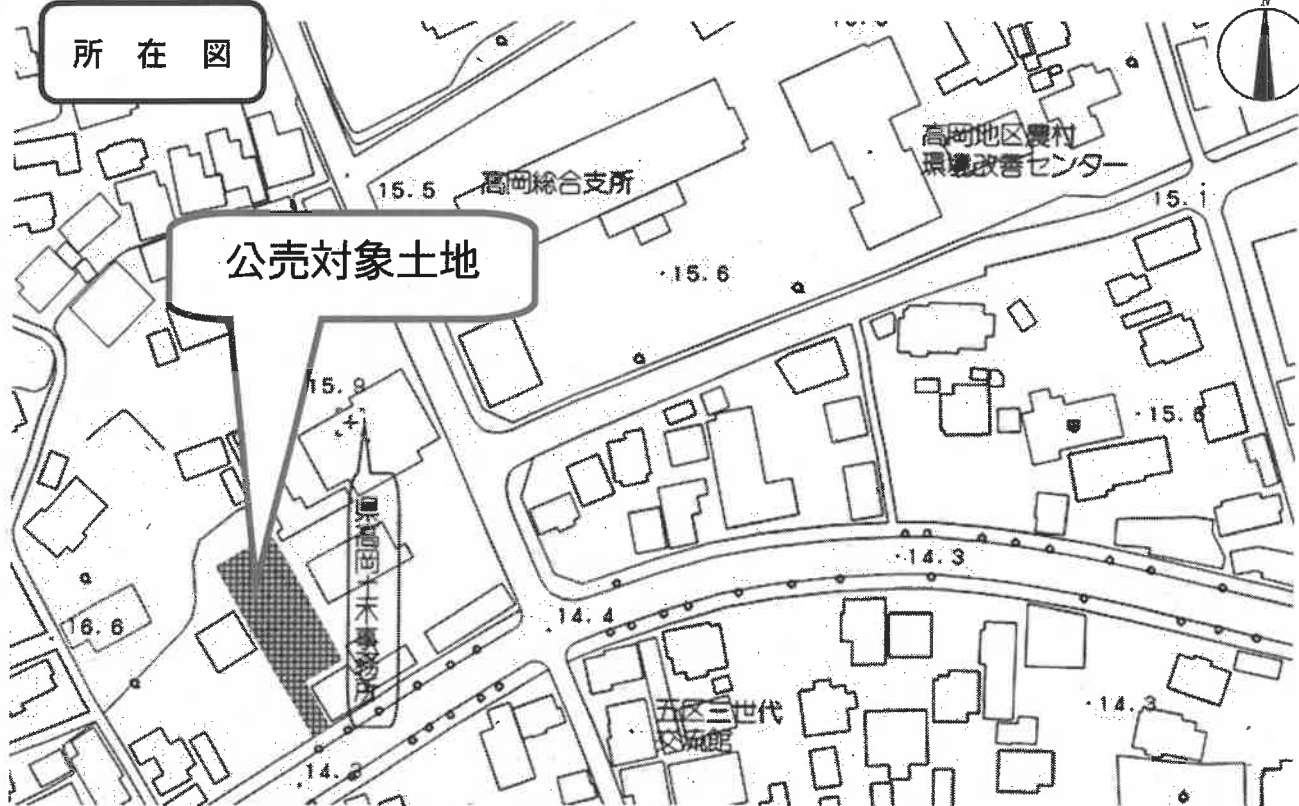 所在図
N
高岡地区農村
環境改善センター
15.5
高岡総合支所
15.1
公売対象土地
15.6
15.9
15.6
県高岡土木事務所
14.3
14.4
16.6
五区三世代
交流館
14.3